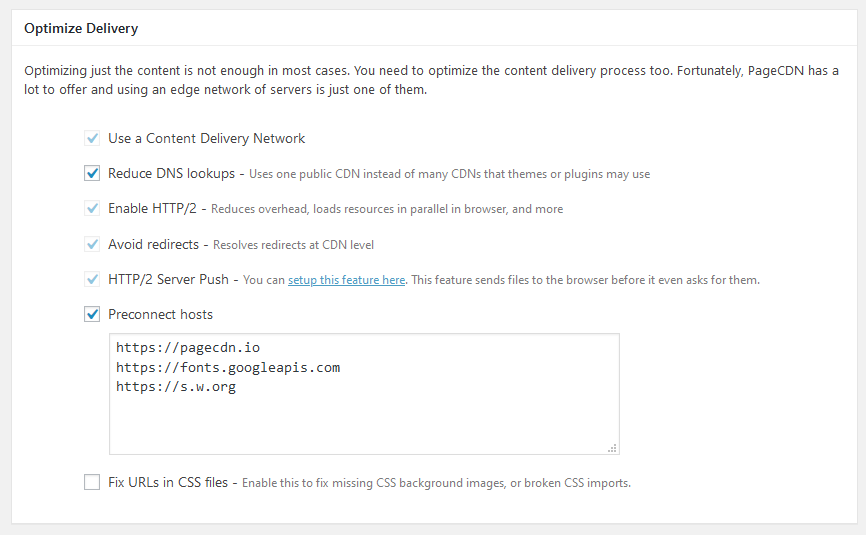 Optimize Delivery
Optimizing just the content is not enough in most cases. You need to optimize the content delivery process too. Fortunately, PageCDN has a
lot to offer and using an edge network of servers is just one of them.
Use a Content Delivery Network
Reduce DNS lookups - Uses one public CDN instead of many CDNs that themes or plugins may use
Enable HTTP/2 - Reduces overhead, loads resources in parallel in browser, and more
Avoid redirects - Resolves redirects at CDN level
HTTP/2 Server Push - You can setup this feature here. This feature sends files to the browser before it even asks for them.
Preconnect hosts
https://pagecdn.io
https://fonts.googleapis.com
https://s.w.org
Fix URLs in CSS files - Enable this to fix missing CSS background images, or broken CSS imports.